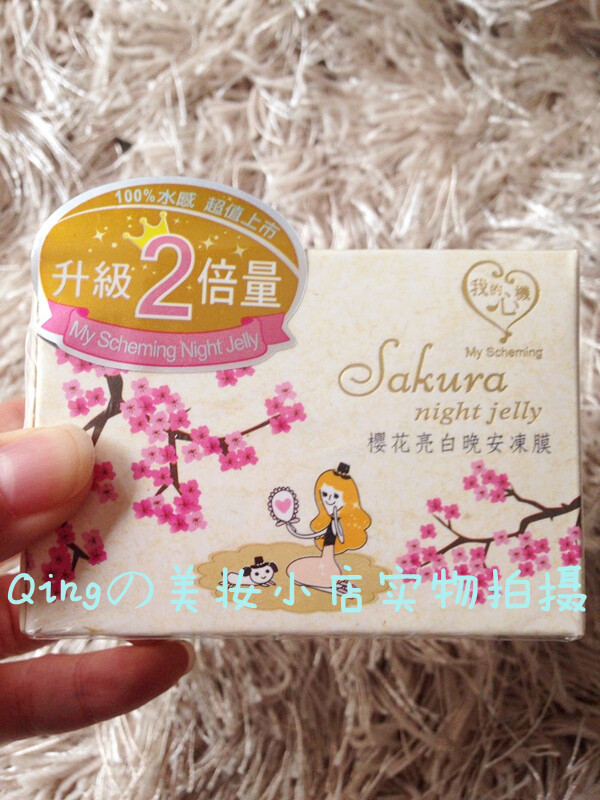 100%水感 超值上市
升級2倍量
My Scheming Night Jelly
我的心機
My Scheming
Sakura
night jelly
櫻花亮白晚安凍膜
Qingの美妆小店实物拍摄